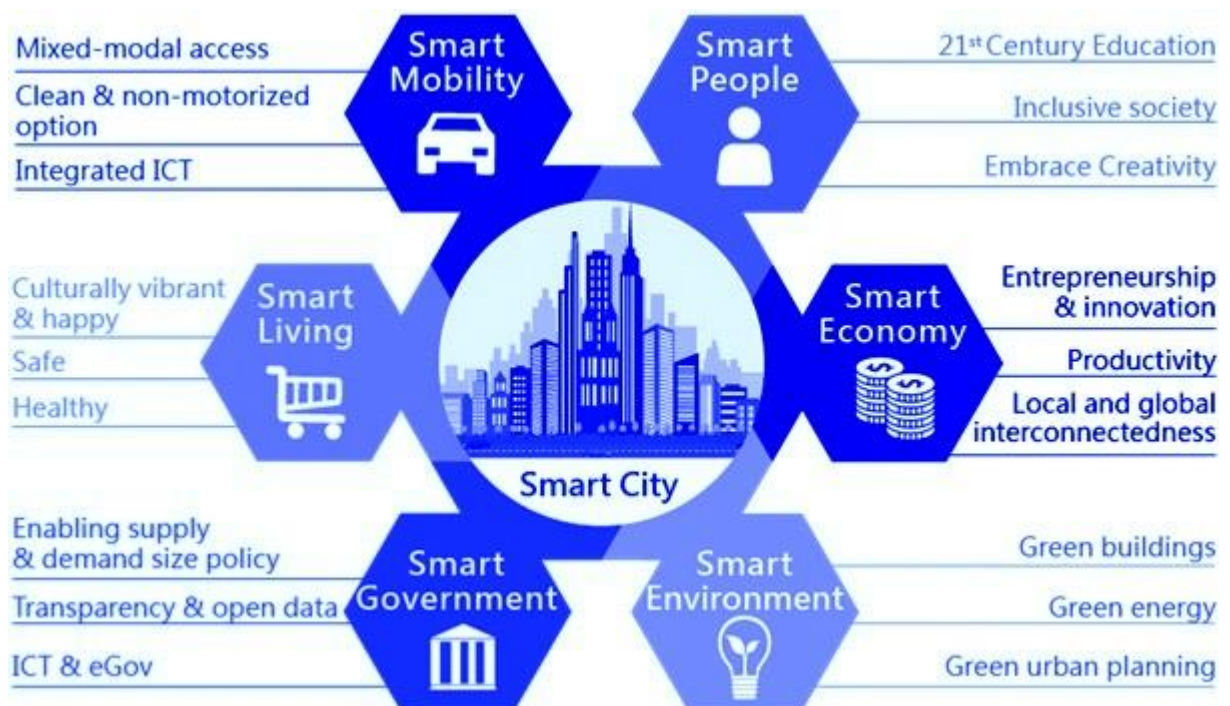 Mixed-modal access
Clean & non-motorized
option
Integrated ICT
Smart
Mobility
Smart
People
21st Century Education
Inclusive society
Embrace Creativity
Culturally vibrant
& happy
Safe
Healthy
Smart
Living
Smart City
Smart
Economy
Entrepreneurship
& innovation
Productivity
Local and global
interconnectedness
Enabling supply
& demand size policy
Transparency & open data
ICT & eGov
Smart
Government
Smart
Environment
Green buildings
Green energy
Green urban planning